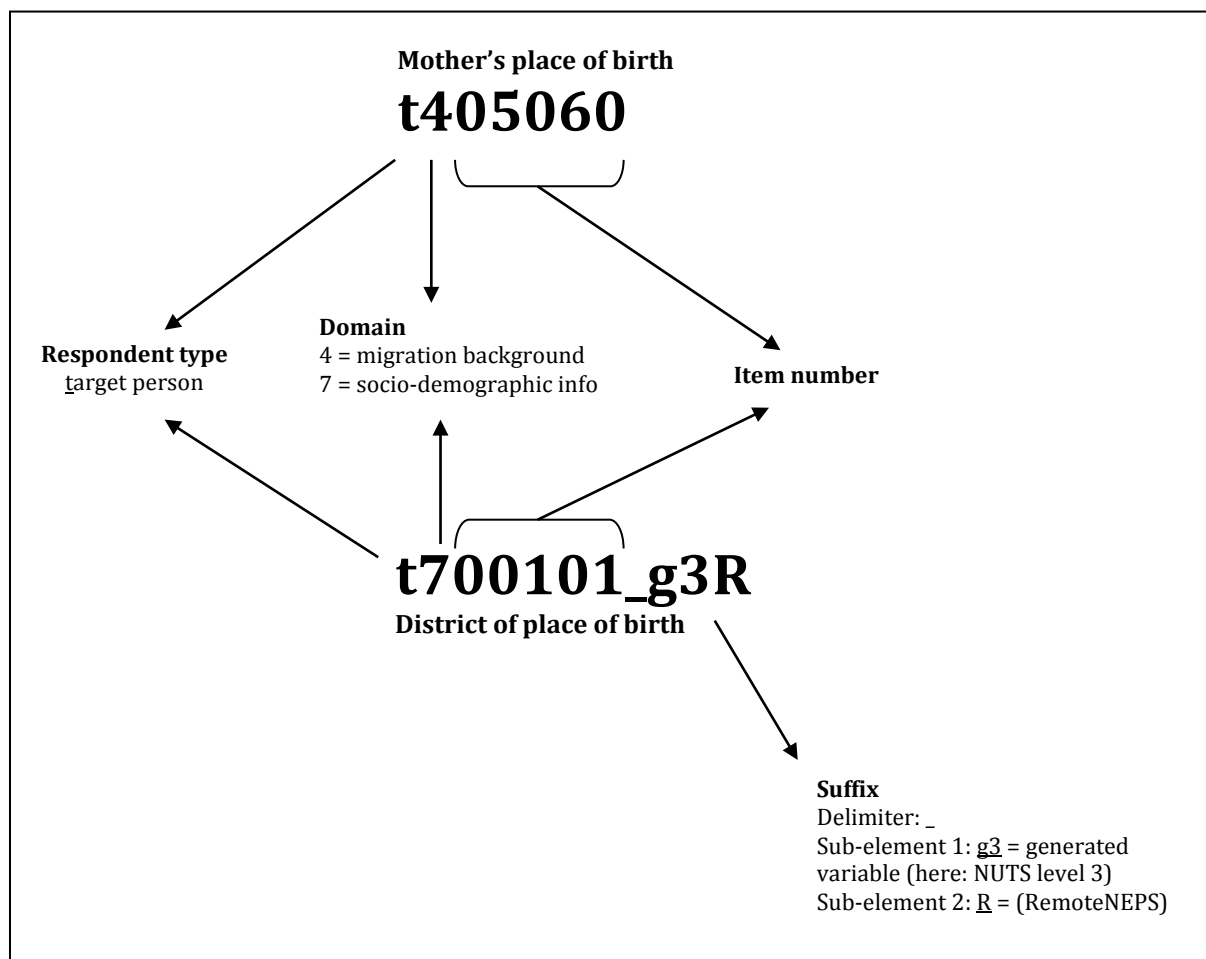 Mother’s place of birth
t405060
Domain
4 = migration background
7 = socio-demographic info
Respondent type
target person
Item number
t700101_g3R
District of place of birth
Suffix
Delimiter: _
Sub-element 1: g3 = generated
variable (here: NUTS level 3)
Sub-element 2: R = (RemoteNEPS)